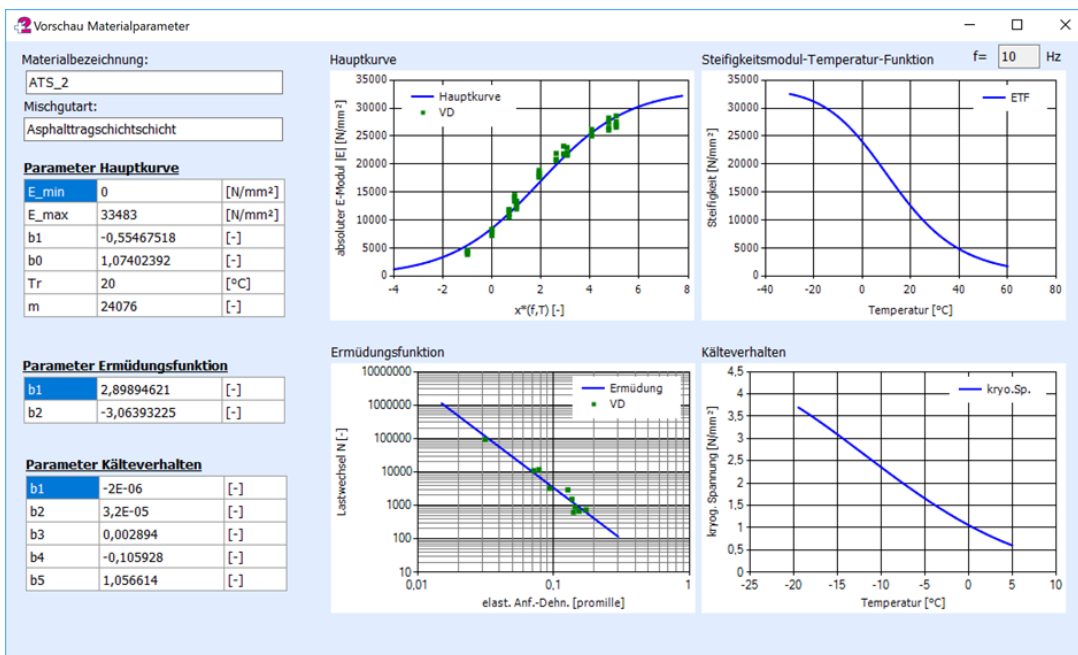 Vorschau Materialparameter
Materialbezeichnung:
ATS_2
Mischgutart:
Asphalttragschichtschicht
Parameter Hauptkurve
E_min 0 [N/mm²]
E_max 33483 [N/mm²]
b1 -0,55467518 [-]
b0 1,07402392 [-]
Tr 20 [°C]
m 24076 [-]
Parameter Ermüdungsfunktion
b1 2,89894621 [-]
b2 -3,06393225 [-]
Parameter Kälteverhalten
b1 -2E-06 [-]
b2 3,2E-05 [-]
b3 0,002894 [-]
b4 -0,105928 [-]
b5 1,056614 [-]
Hauptkurve
absoluter E-Modul |E| [N/mm²]
35000
30000
25000
20000
15000
10000
5000
0
Hauptkurve
VD
-4 -2 0 2 4 6 8
x*(f,T) [-]
Steifigkeitsmodul-Temperatur-Funktion
f= 10 Hz
Steifigkeit [N/mm²]
35000
30000
25000
20000
15000
10000
5000
0
ETF
-40 -20 0 20 40 60 80
Temperatur [°C]
Ermüdungsfunktion
Lastwechsel N [-]
10000000
1000000
100000
10000
1000
100
10
Ermüdung
VD
0,01 0,1 1
elast. Anf.-Dehn. [promille]
Kälteverhalten
kryog. Spannung [N/mm²]
4,5
4
3,5
3
2,5
2
1,5
1
0,5
0
kryo.Sp.
-25 -20 -15 -10 -5 0 5 10
Temperatur [°C]